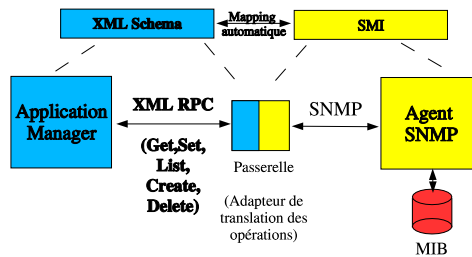 XML Schema
Mapping
automatique
SMI
Application
Manager
XML RPC
(Get,Set,
List,
Create,
Delete)
Passerelle
(Adapteur de
translation des
opérations)
SNMP
Agent
SNMP
MIB